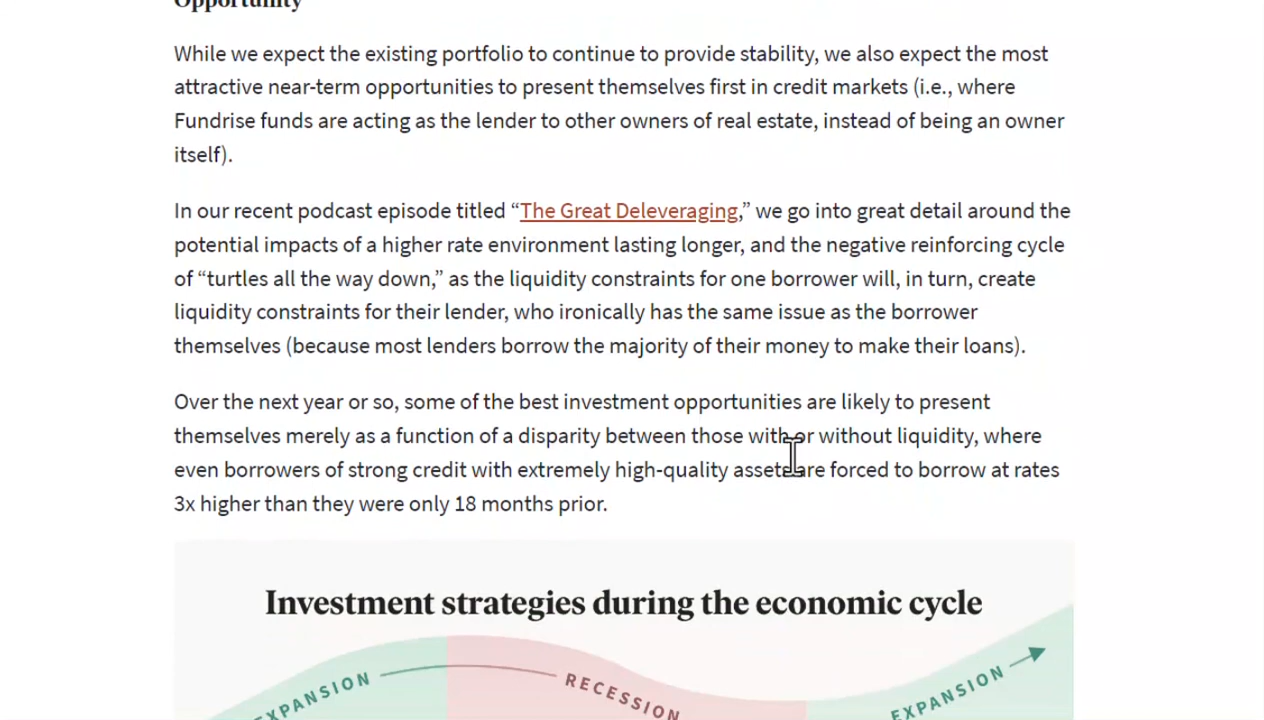 Opportunity
While we expect the existing portfolio to continue to provide stability, we also expect the most
attractive near-term opportunities to present themselves first in credit markets (i.e., where
Fundrise funds are acting as the lender to other owners of real estate, instead of being an owner
itself).
In our recent podcast episode titled “The Great Deleveraging,” we go into great detail around the
potential impacts of a higher rate environment lasting longer, and the negative reinforcing cycle
of “turtles all the way down,” as the liquidity constraints for one borrower will, in turn, create
liquidity constraints for their lender, who ironically has the same issue as the borrower
themselves (because most lenders borrow the majority of their money to make their loans).
Over the next year or so, some of the best investment opportunities are likely to present
themselves merely as a function of a disparity between those with or without liquidity, where
even borrowers of strong credit with extremely high-quality assets are forced to borrow at rates
3x higher than they were only 18 months prior.
Investment strategies during the economic cycle
EXPANSION
RECESSION
EXPANSION